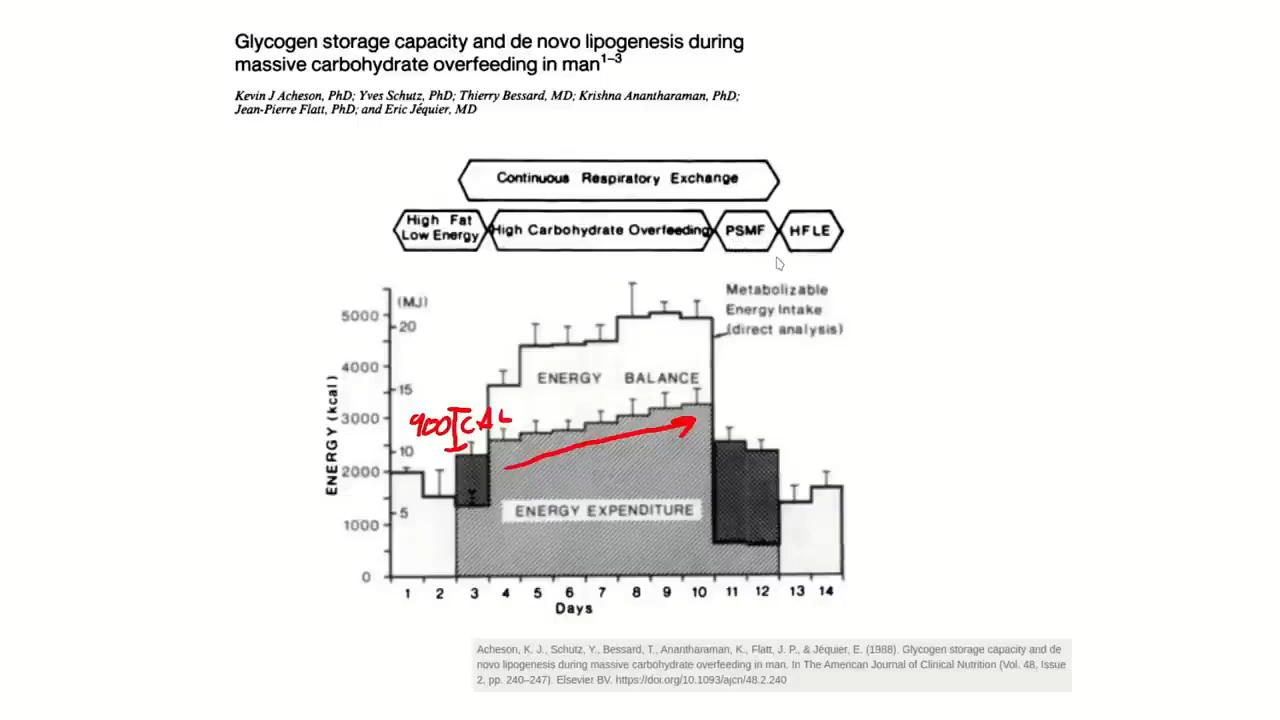 Glycogen storage capacity and de novo lipogenesis during
massive carbohydrate overfeeding in man1–3
Kevin J Acheson, PhD; Yves Schutz, PhD; Thierry Bessard, MD; Krishna Anantharaman, PhD;
Jean-Pierre Flatt, PhD; and Eric Jéquier, MD
Continuous Respiratory Exchange
High Fat
Low Energy
High Carbohydrate Overfeeding
PSMF
HFLE
Metabolizable
Energy Intake
(direct analysis)
(MJ)
5000
20
4000
15
3000
10
2000
5
1000
0
ENERGY (kcal)
ENERGY BALANCE
900 CAL
ENERGY EXPENDITURE
1 2 3 4 5 6 7 8 9 10 11 12 13 14
Days
Acheson, K. J., Schutz, Y., Bessard, T., Anantharaman, K., Flatt, J. P., & Jéquier, E. (1988). Glycogen storage capacity and de
novo lipogenesis during massive carbohydrate overfeeding in man. In The American Journal of Clinical Nutrition (Vol. 48, Issue
2, pp. 240–247). Elsevier BV. https://doi.org/10.1093/ajcn/48.2.240